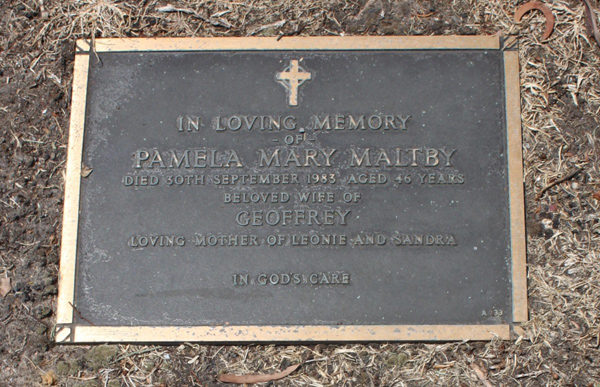 IN LOVING MEMORY
- OF -
PAMELA MARY MALTBY
DIED 30TH SEPTEMBER 1983 AGED 46 YEARS
BELOVED WIFE OF
GEOFFREY
LOVING MOTHER OF LEONIE AND SANDRA
IN GOD'S CARE